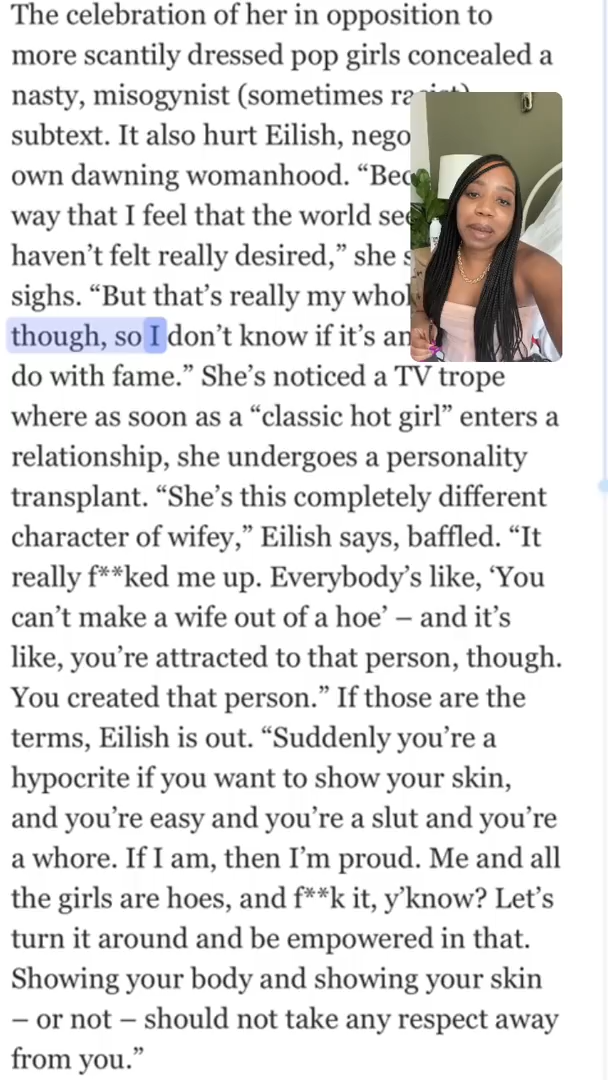 The celebration of her in opposition to
more scantily dressed pop girls concealed a
nasty, misogynist (sometimes racist)
subtext. It also hurt Eilish,
own dawning womanhood.
way that I feel that the world
haven’t felt really desired,” she
sighs. “But that’s really my
though, so I don’t know if it’s
do with fame.” She’s noticed a TV trope
where as soon as a “classic hot girl” enters a
relationship, she undergoes a personality
transplant. “She’s this completely different
character of wifey,” Eilish says, baffled. “It
really f**ked me up. Everybody’s like, ‘You
can’t make a wife out of a hoe’ – and it’s
like, you’re attracted to that person, though.
You created that person.” If those are the
terms, Eilish is out. “Suddenly you’re a
hypocrite if you want to show your skin,
and you’re easy and you’re a slut and you’re
a whore. If I am, then I’m proud. Me and all
the girls are hoes, and f**k it, y’know? Let’s
turn it around and be empowered in that.
Showing your body and showing your skin
– or not – should not take any respect away
from you.”